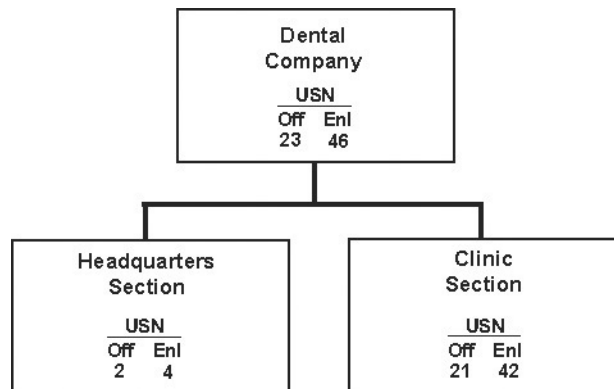 Dental
Company
USN
Off Enl
23 46
Headquarters
Section
USN
Off Enl
2 4
Clinic
Section
USN
Off Enl
21 42